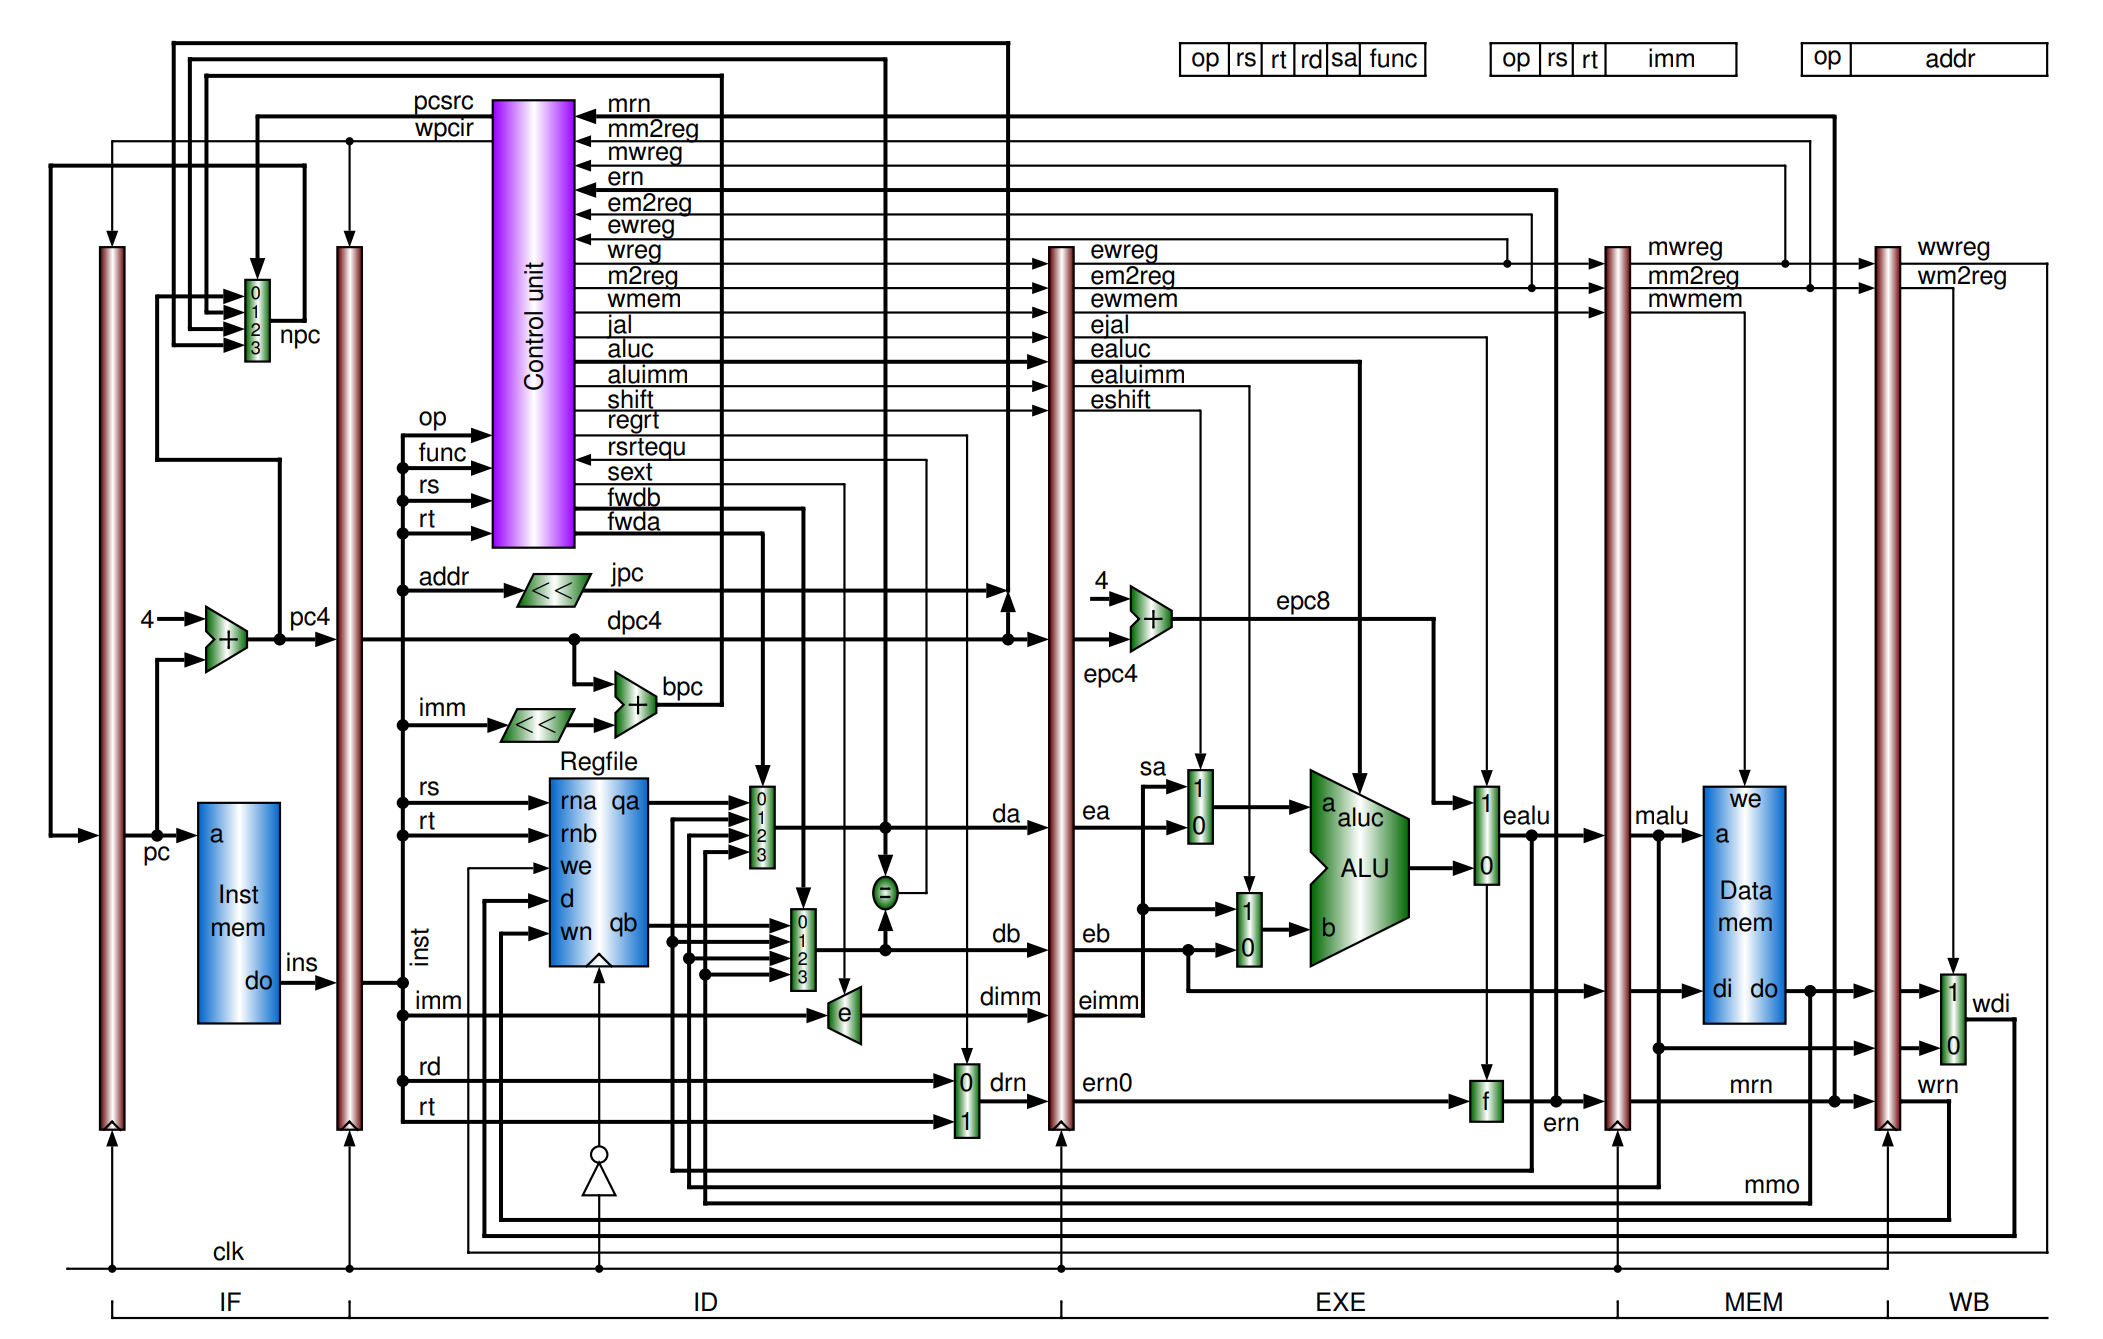 op rs rt rd sa func
op rs rt imm
op addr
pcsrc
wpcir
mrn
mm2reg
mwreg
ern
em2reg
ewreg
wreg
m2reg
wmem
jal
aluc
aluimm
shift
regrt
rsrtequ
sext
fwdb
fwda
Control unit
ewreg
em2reg
ewmem
ejal
ealuc
ealuimm
eshift
mwreg
mm2reg
mwmem
wwreg
wm2reg
0
1
2
3
npc
op
func
rs
rt
addr
<<
jpc
4
+
pc4
dpc4
4
+
epc8
epc4
imm
<<
+
bpc
Regfile
rs
rt
rna qa
rnb
we
d
wn qb
0
1
2
3
0
1
2
3
=
da
db
pc
a
Inst
mem
do
ins
inst
imm
e
dimm
eimm
rd
rt
0
1
drn
ern0
sa
ea
eb
1
0
1
0
a
aluc
ALU
b
1
0
ealu
f
ern
malu
we
a
Data
mem
di do
mrn
mmo
1
0
wdi
wrn
clk
IF ID EXE MEM WB